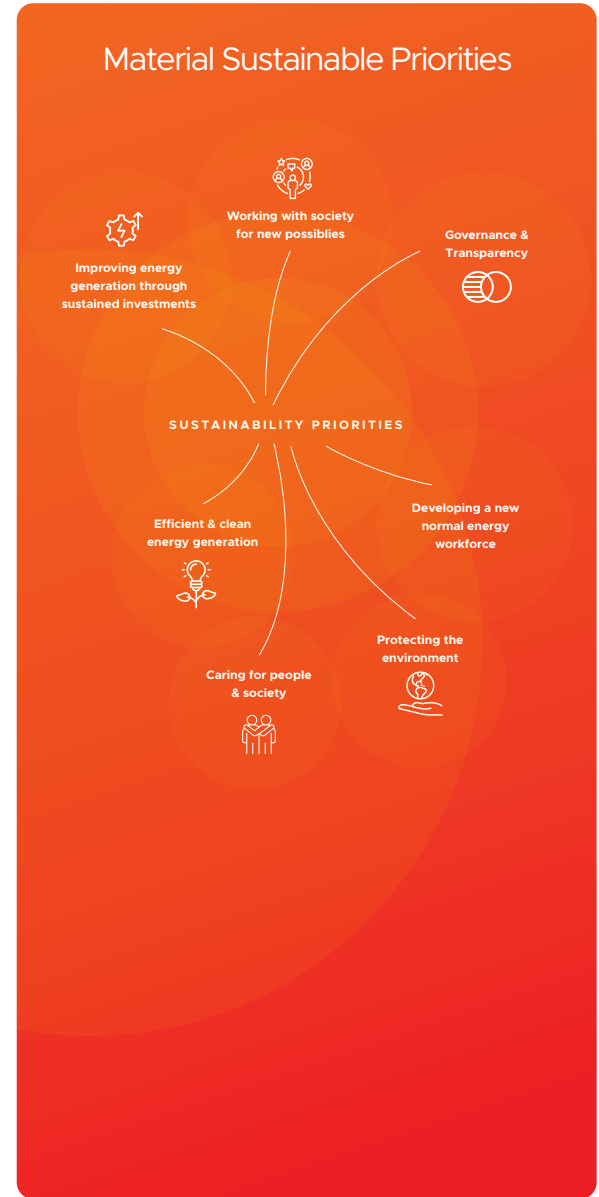 Material Sustainable Priorities
Working with society
for new possiblies
Governance &
Transparency
Improving energy
generation through
sustained investments
SUSTAINABILITY PRIORITIES
Efficient & clean
energy generation
Developing a new
normal energy
workforce
Protecting the
environment
Caring for people
& society